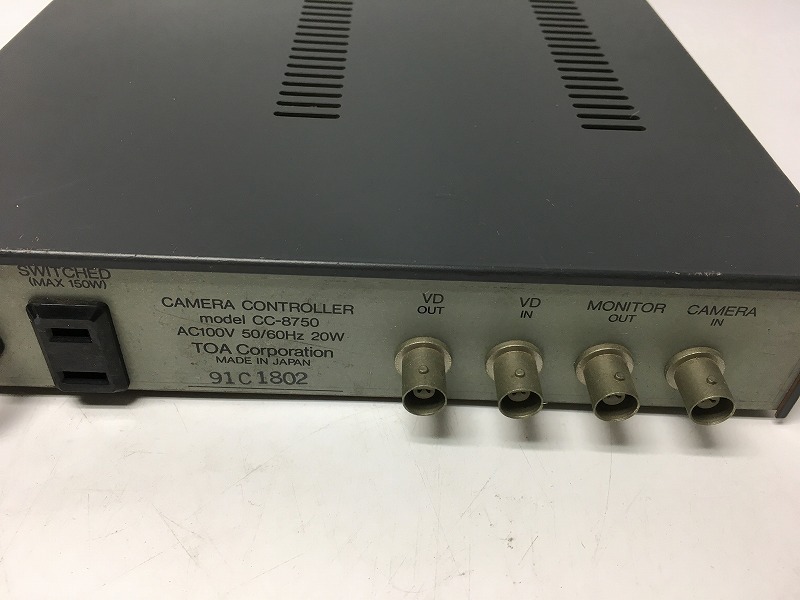 SWITCHED
(MAX 150W)
CAMERA CONTROLLER
model CC-8750
AC100V 50/60Hz 20W
TOA Corporation
MADE IN JAPAN
91C1802
VD
OUT
VD
IN
MONITOR
OUT
CAMERA
IN